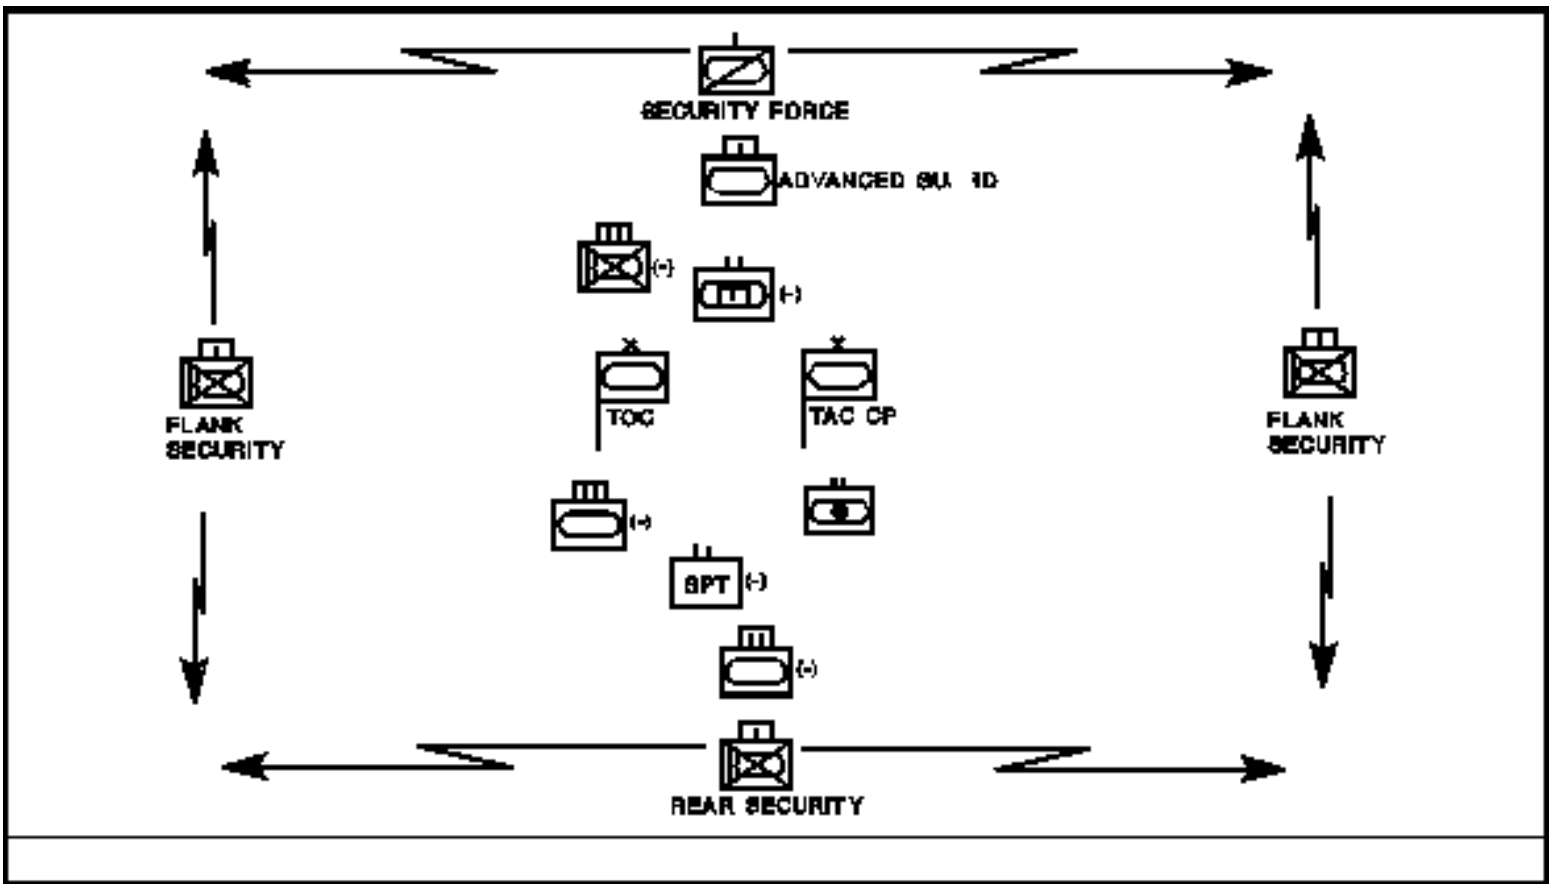 SECURITY FORCE
ADVANCED
(-)
(-)
TOC
TAC CP
FLANK
SECURITY
FLANK
SECURITY
(-)
SPT (-)
(-)
REAR SECURITY